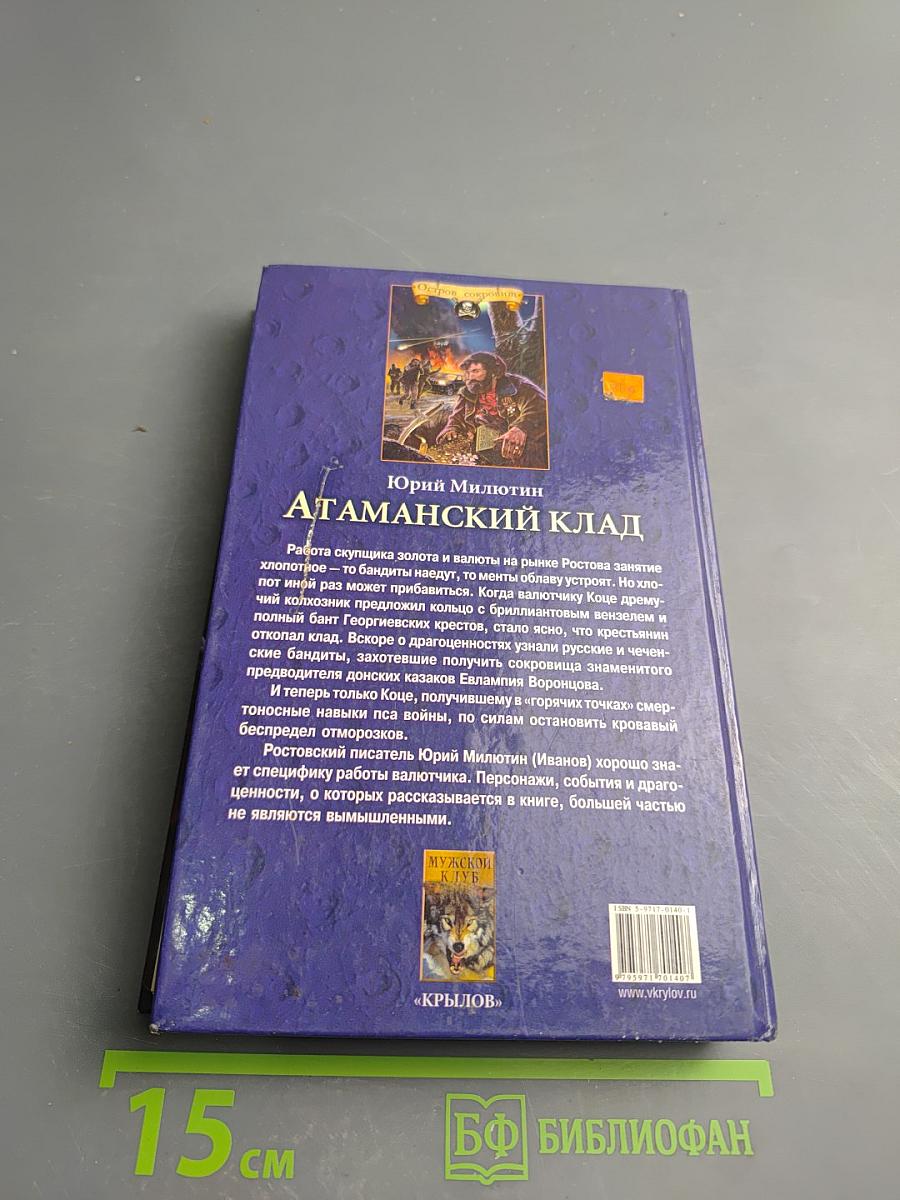 Остров сокровищ
Юрий Милютин
АТАМАНСКИЙ КЛАД
Работа скупщика золота и валюты на рынке Ростова занятие
хлопотное — то бандиты наедут, то менты облаву устроят. Но хло-
пот иной раз может прибавиться. Когда валютчику Коце дрему-
чий колхозник предложил кольцо с бриллиантовым вензелем и
полный бант Георгиевских крестов, стало ясно, что крестьянин
откопал клад. Вскоре о драгоценностях узнали русские и чечен-
ские бандиты, захотевшие получить сокровища знаменитого
предводителя донских казаков Евлампия Воронцова.
И теперь только Коце, получившему в "горячих точках" смер-
тоносные навыки пса войны, по силам остановить кровавый
беспредел отморозков.
Ростовский писатель Юрий Милютин (Иванов) хорошо зна-
ет специфику работы валютчика. Персонажи, события и драго-
ценности, о которых рассказывается в книге, большей частью
не являются вымышленными.
МУЖСКОЙ
КЛУБ
«КРЫЛОВ»
ISBN 5-9717-0140-1
9795971701407
www.vkrylov.ru
15 см
БФ БИБЛИОФАН